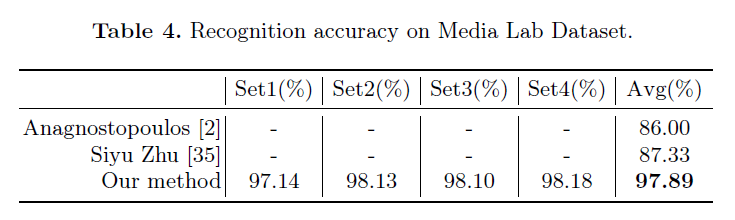 Table 4. Recognition accuracy on Media Lab Dataset.
Set1(%) Set2(%) Set3(%) Set4(%) Avg(%)
Anagnostopoulos [2] - - - - 86.00
Siyu Zhu [35] - - - - 87.33
Our method 97.14 98.13 98.10 98.18 97.89